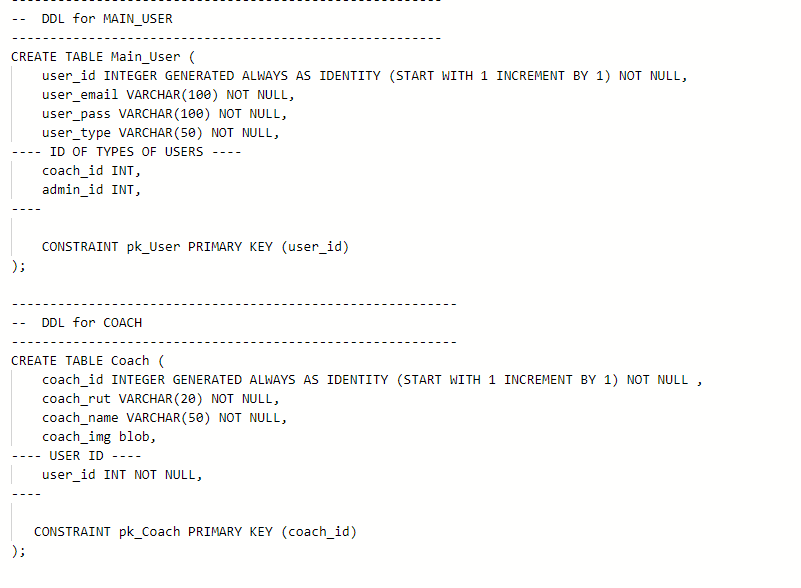 --------------------------------------------------------
--  DDL for MAIN_USER
--------------------------------------------------------
CREATE TABLE Main_User (
    user_id INTEGER GENERATED ALWAYS AS IDENTITY (START WITH 1 INCREMENT BY 1) NOT NULL,
    user_email VARCHAR(100) NOT NULL,
    user_pass VARCHAR(100) NOT NULL,
    user_type VARCHAR(50) NOT NULL,
---- ID OF TYPES OF USERS ----
    coach_id INT,
    admin_id INT,
----
    CONSTRAINT pk_User PRIMARY KEY (user_id)
);
----------------------------------------------------------
--  DDL for COACH
----------------------------------------------------------
CREATE TABLE Coach (
    coach_id INTEGER GENERATED ALWAYS AS IDENTITY (START WITH 1 INCREMENT BY 1) NOT NULL ,
    coach_rut VARCHAR(20) NOT NULL,
    coach_name VARCHAR(50) NOT NULL,
    coach_img blob,
---- USER ID ----
    user_id INT NOT NULL,
----
   CONSTRAINT pk_Coach PRIMARY KEY (coach_id)
);